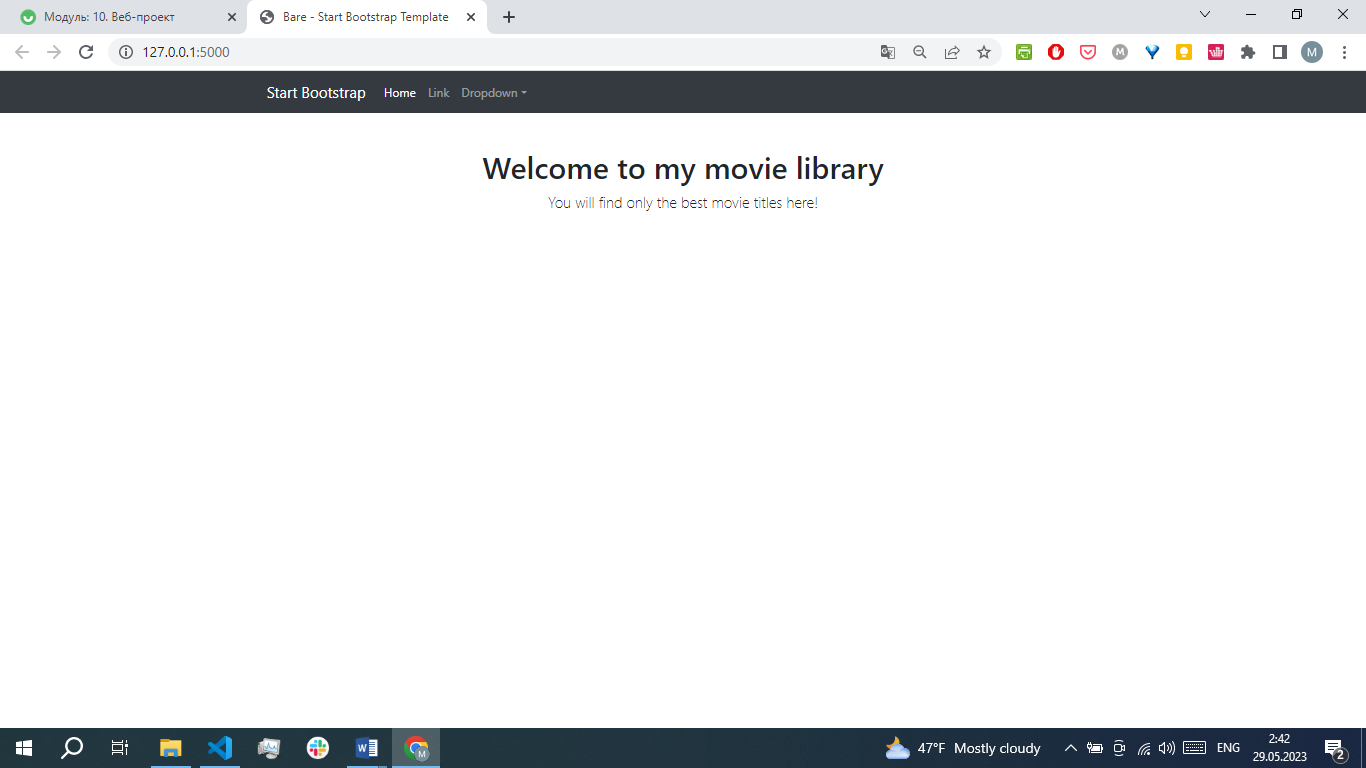 Модуль: 10. Веб-проект
Bare - Start Bootstrap Template
127.0.0.1:5000
M
M
Start Bootstrap
Home
Link
Dropdown
Welcome to my movie library
You will find only the best movie titles here!
M
47°F Mostly cloudy
ENG
2:42
29.05.2023
2